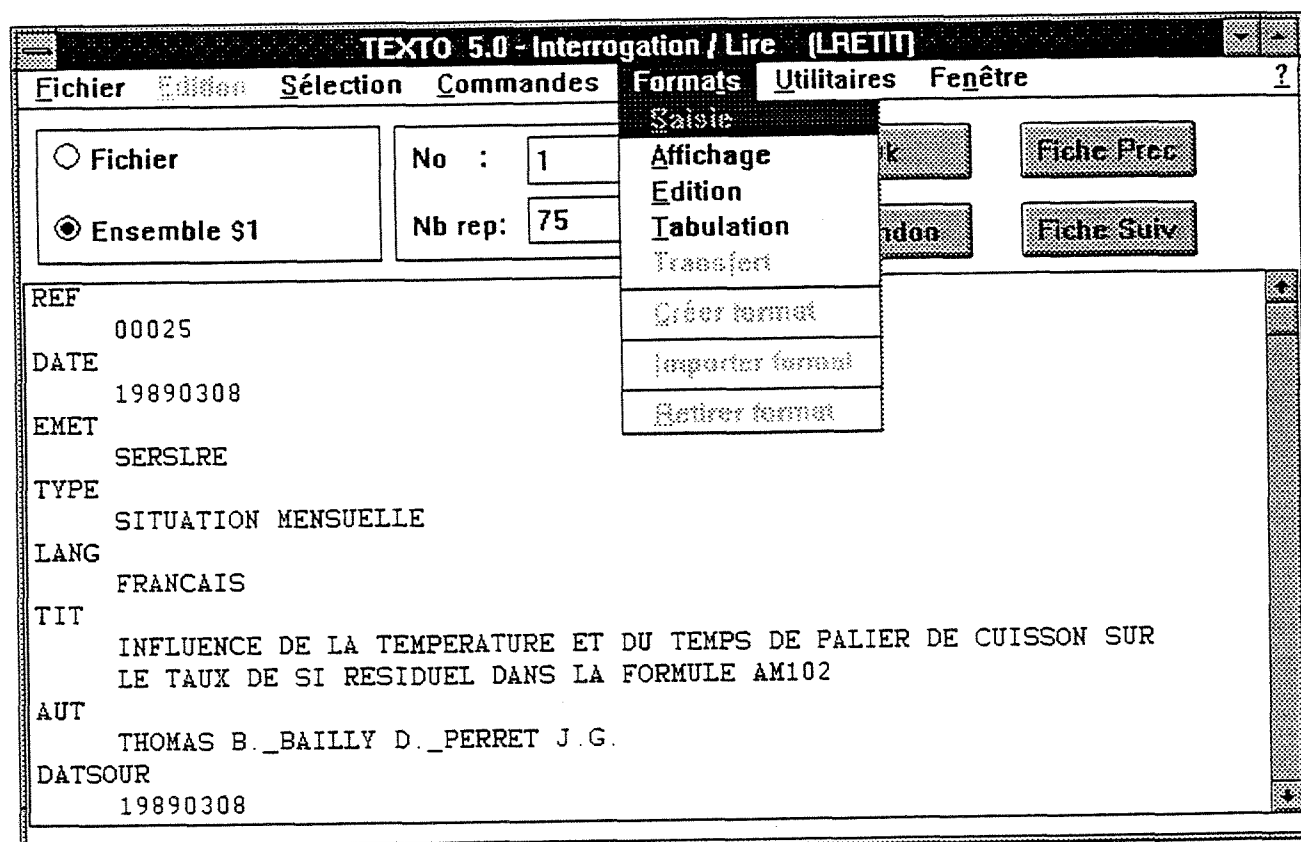 TEXTO 5.0 - Interrogation / Lire (LRETIT)
Fichier Edition Sélection Commandes Formats Utilitaires Fenêtre ?
Saisie
Affichage
Edition
Tabulation
Transfert
Créer format
Importer format
Retirer format
Fichier
Ensemble $1
No : 1
Nb rep: 75
k
ndon
Fiche Prec
Fiche Suiv
REF
00025
DATE
19890308
EMET
SERSLRE
TYPE
SITUATION MENSUELLE
LANG
FRANCAIS
TIT
INFLUENCE DE LA TEMPERATURE ET DU TEMPS DE PALIER DE CUISSON SUR
LE TAUX DE SI RESIDUEL DANS LA FORMULE AM102
AUT
THOMAS B._BAILLY D._PERRET J.G.
DATSOUR
19890308